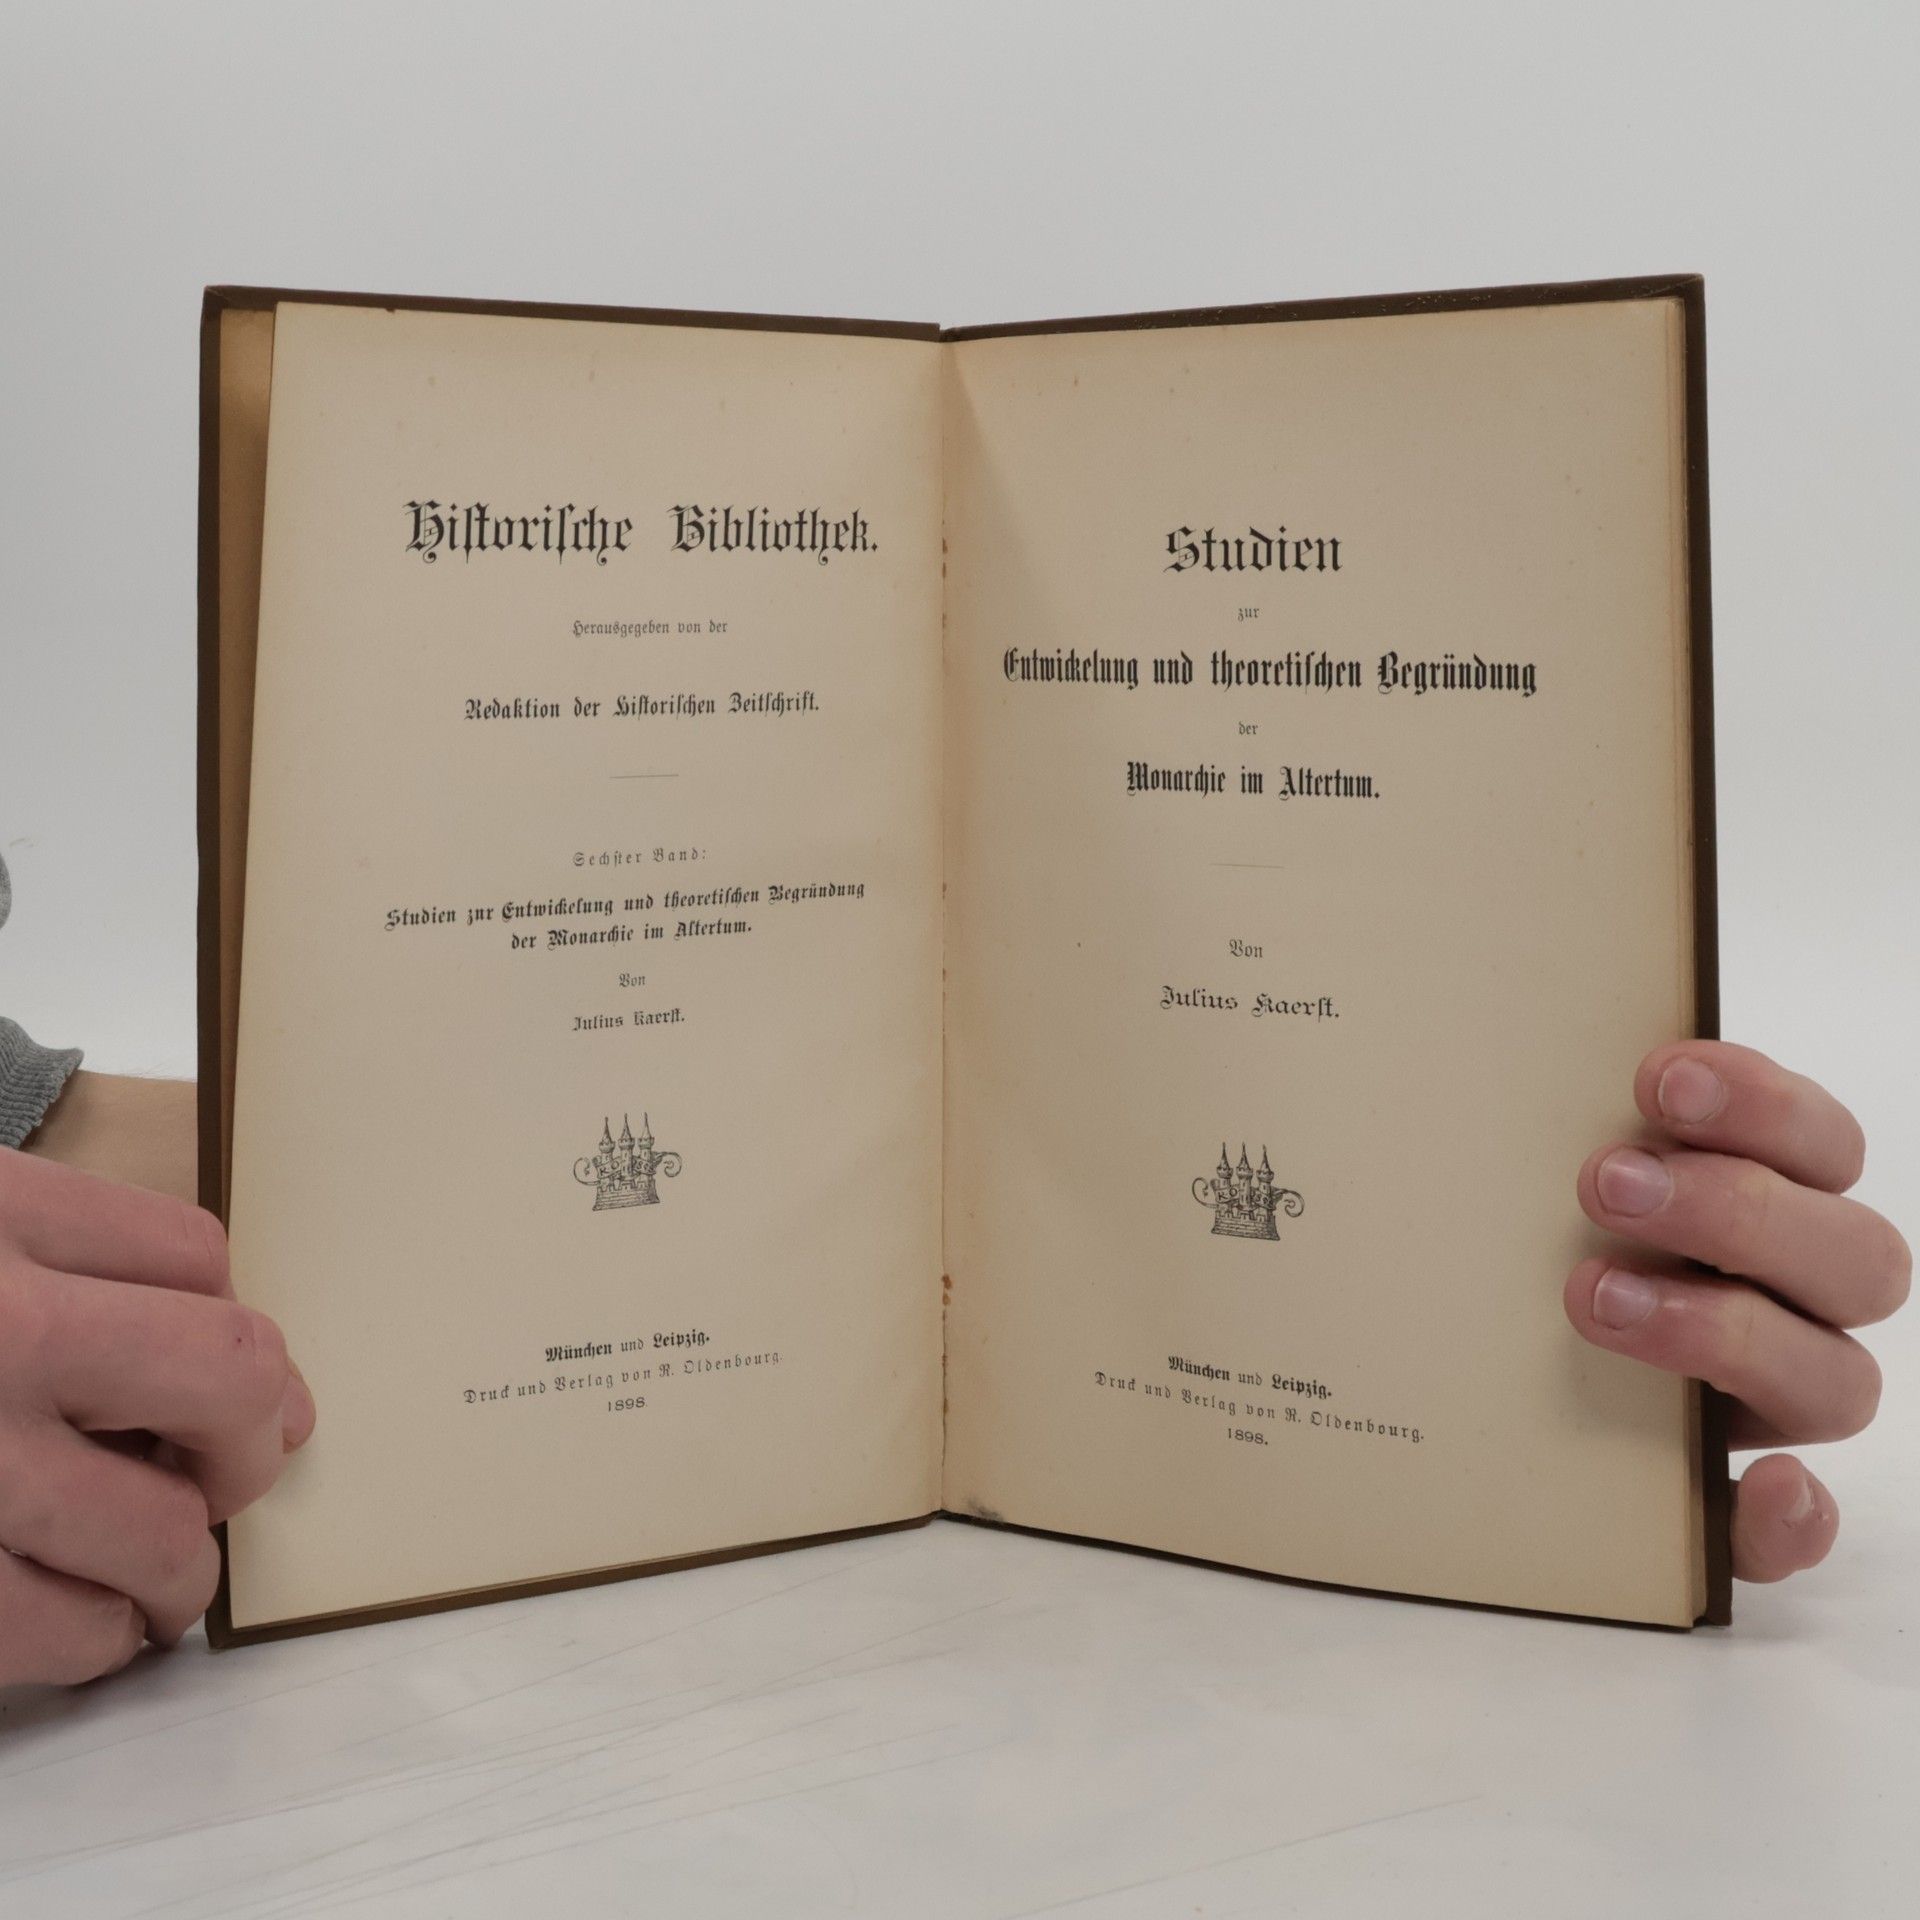 Historische Bibliothek.
Herausgegeben von der
Redaktion der Historischen Zeitschrift.
Sechster Band:
Studien zur Entwickelung und theoretischen Begründung
der Monarchie im Altertum.
Von
Julius Kaerst.
München und Leipzig.
Druck und Verlag von R. Oldenbourg.
1898.
Studien
zur
Entwickelung und theoretischen Begründung
der
Monarchie im Altertum.
Von
Julius Kaerst.
München und Leipzig.
Druck und Verlag von R. Oldenbourg.
1898.